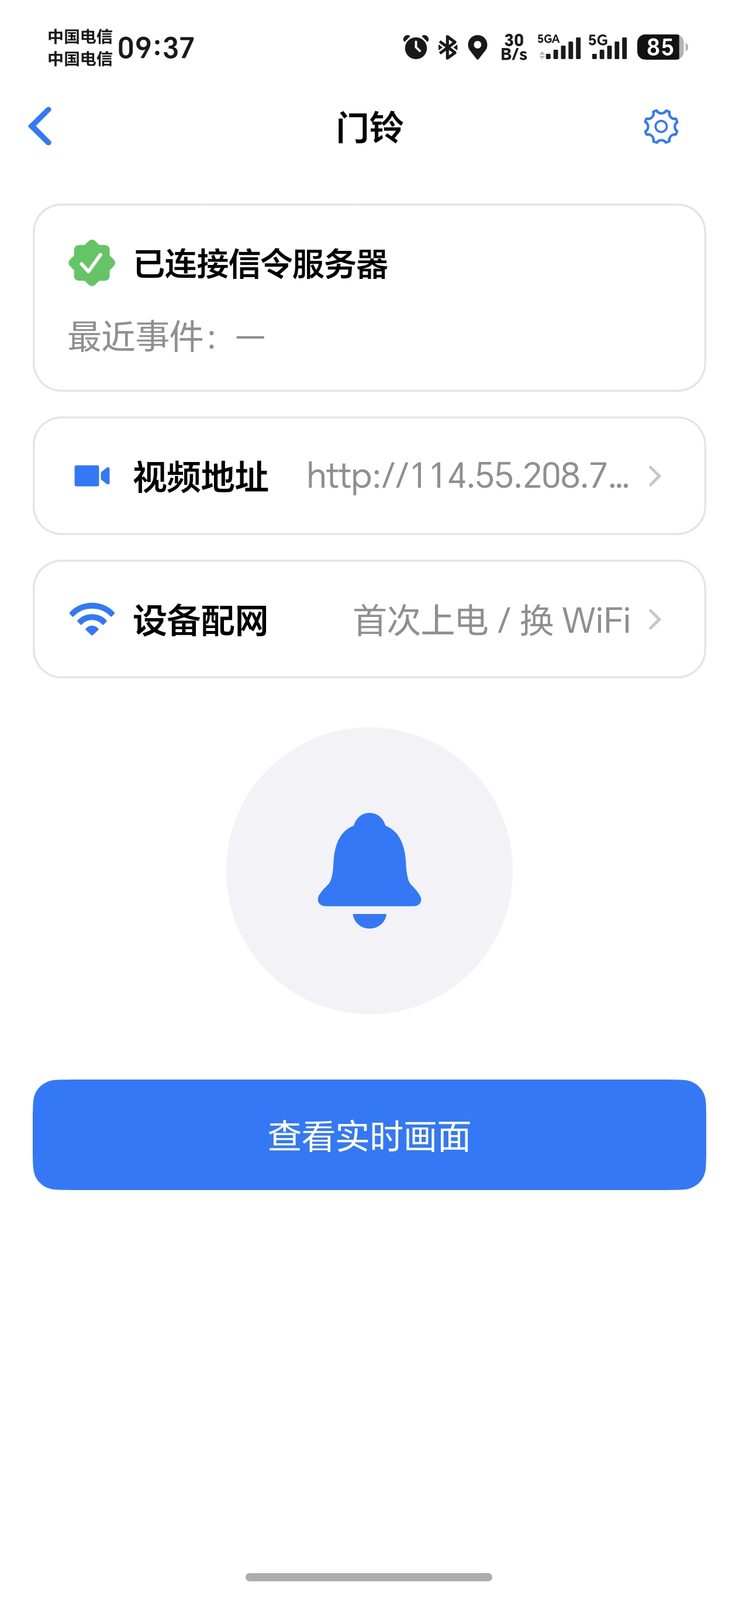 中国电信
中国电信
09:37
30
B/s
5GA
5G
85
门铃
已连接信令服务器
最近事件：—
视频地址 http://114.55.208.7...
设备配网 首次上电 / 换 WiFi
查看实时画面